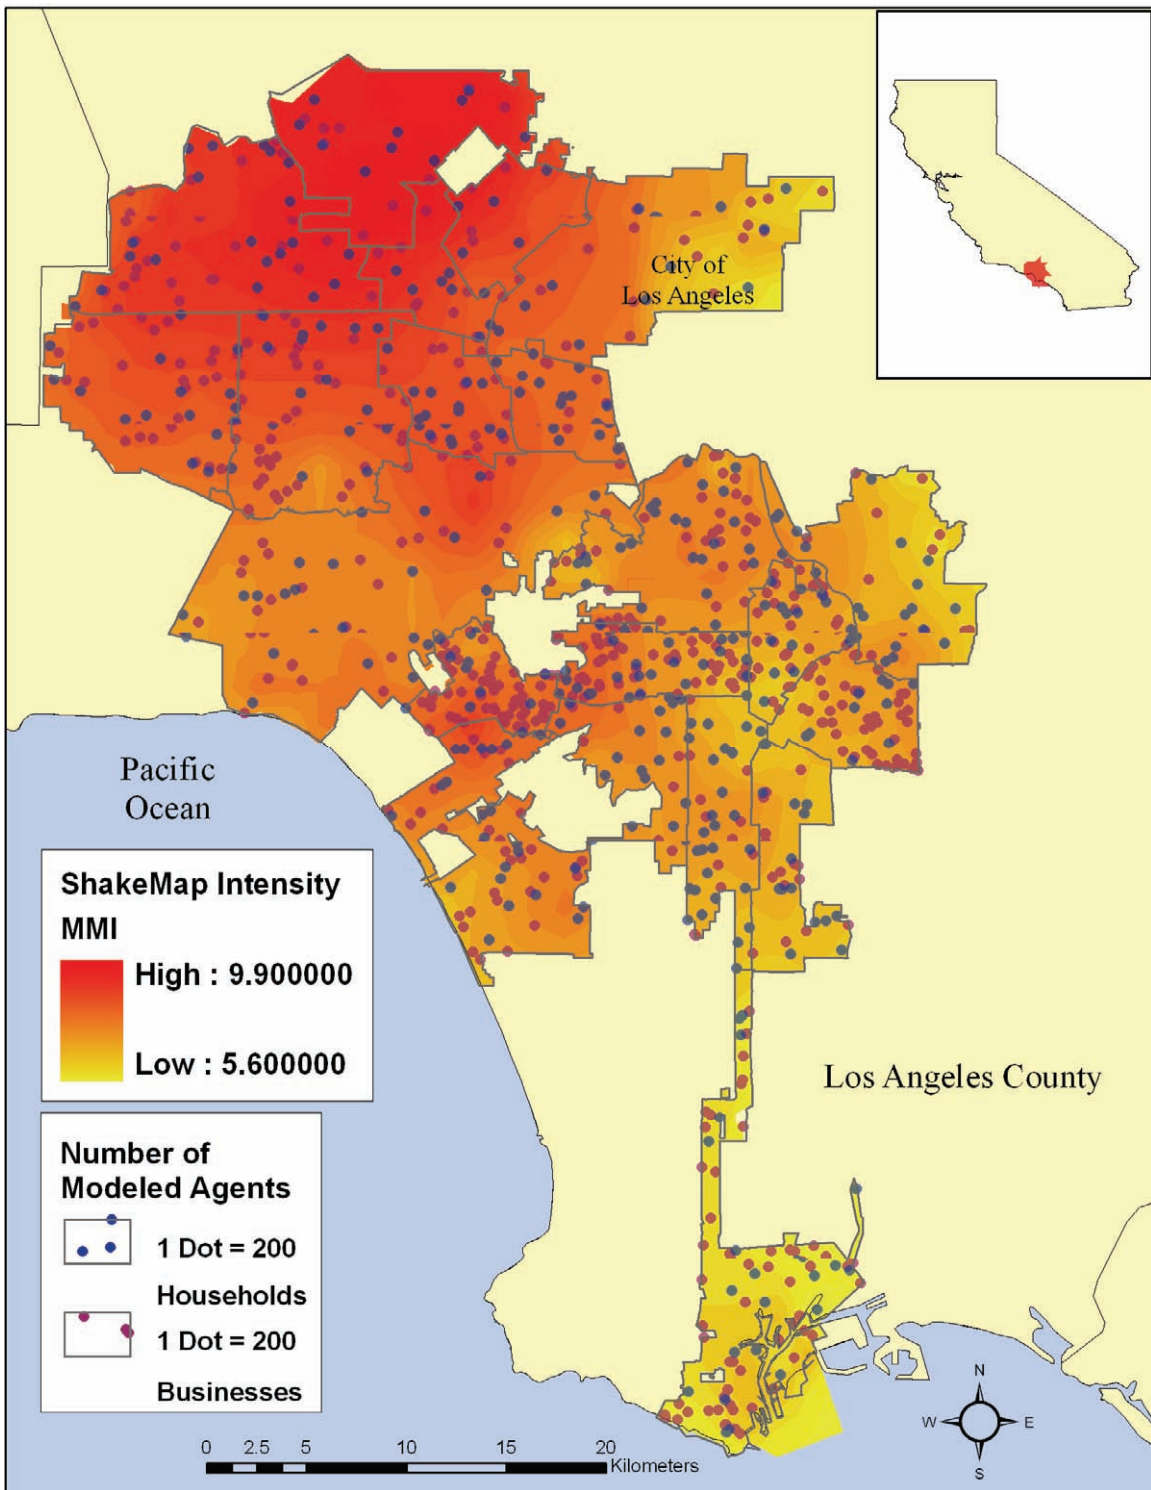 City of
Los Angeles
Pacific
Ocean
ShakeMap Intensity
MMI
High : 9.900000
Low : 5.600000
Los Angeles County
Number of
Modeled Agents
1 Dot = 200
Households
1 Dot = 200
Businesses
N
W E
S
0 2.5 5 10 15 20
Kilometers